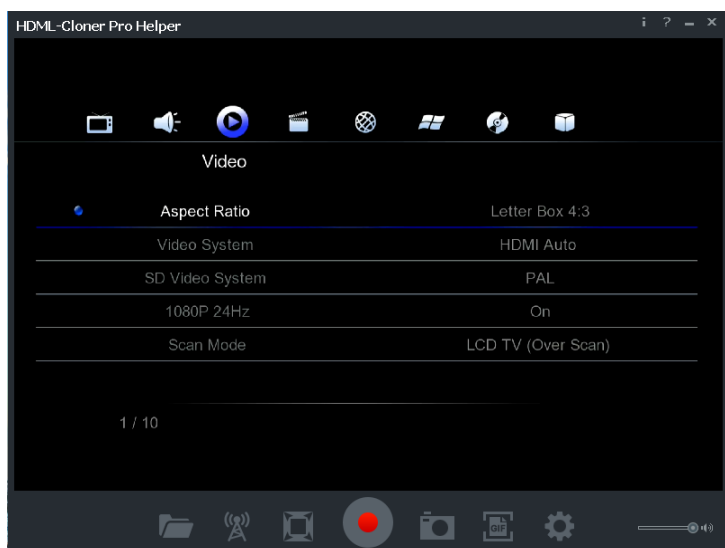 HDML-Cloner Pro Helper
Video
Aspect Ratio Letter Box 4:3
Video System HDMI Auto
SD Video System PAL
1080P 24Hz On
Scan Mode LCD TV (Over Scan)
1 / 10
GIF